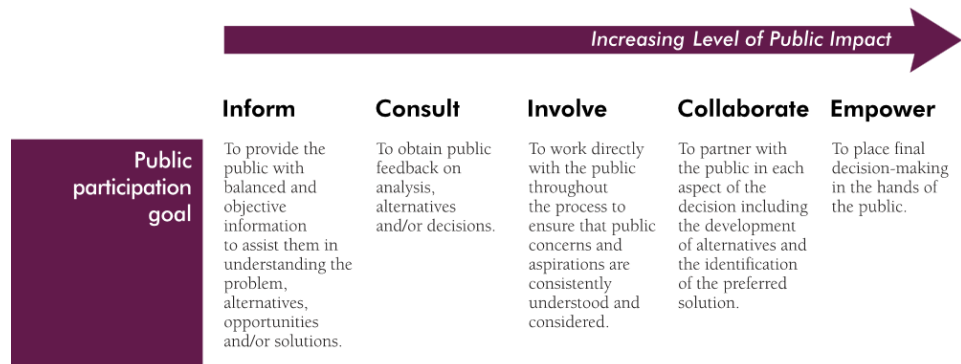 Increasing Level of Public Impact
Inform
Consult
Involve
Collaborate
Empower
Public
participation
goal
To provide the
public with
balanced and
objective
information
to assist them in
understanding the
problem,
alternatives,
opportunities
and/or solutions.
To obtain public
feedback on
analysis,
alternatives
and/or decisions.
To work directly
with the public
throughout
the process to
ensure that public
concerns and
aspirations are
consistently
understood and
considered.
To partner with
the public in each
aspect of the
decision including
the development
of alternatives and
the identification
of the preferred
solution.
To place final
decision-making
in the hands of
the public.